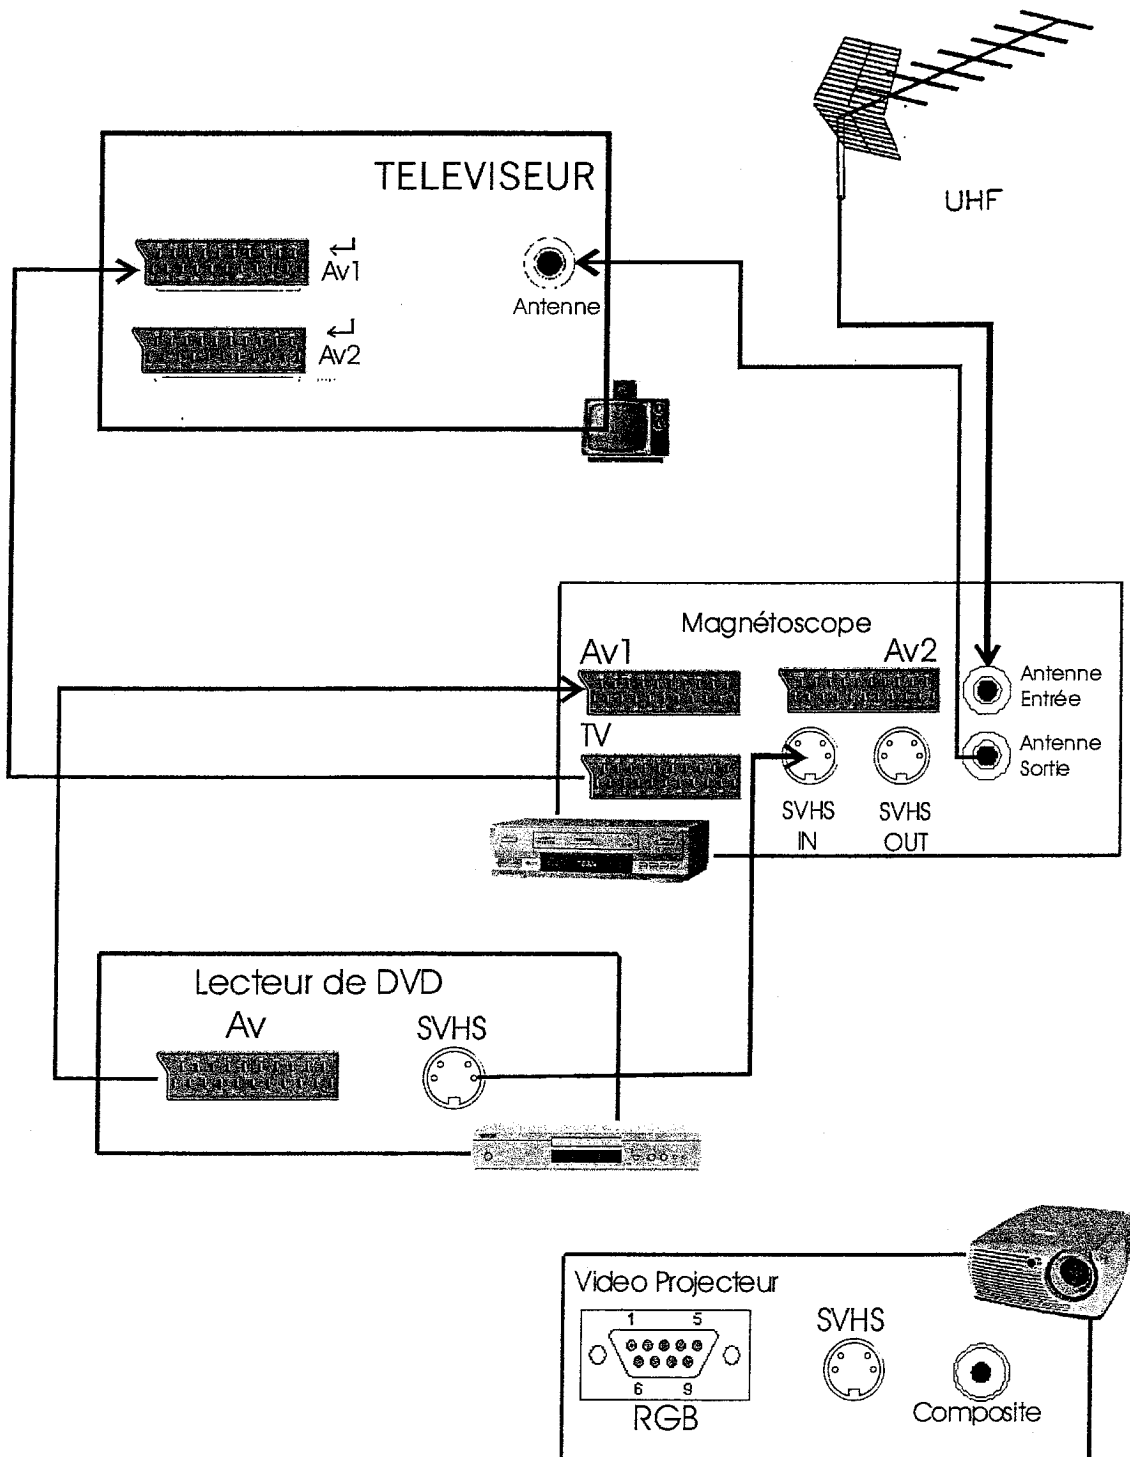 UHF
TELEVISEUR
Av1
Antenne
Av2
Magnétoscope
Av1
Av2
Antenne
Entrée
TV
Antenne
Sortie
SVHS
IN
SVHS
OUT
Lecteur de DVD
Av
SVHS
Video Projecteur
1 5
6 9
RGB
SVHS
Composite